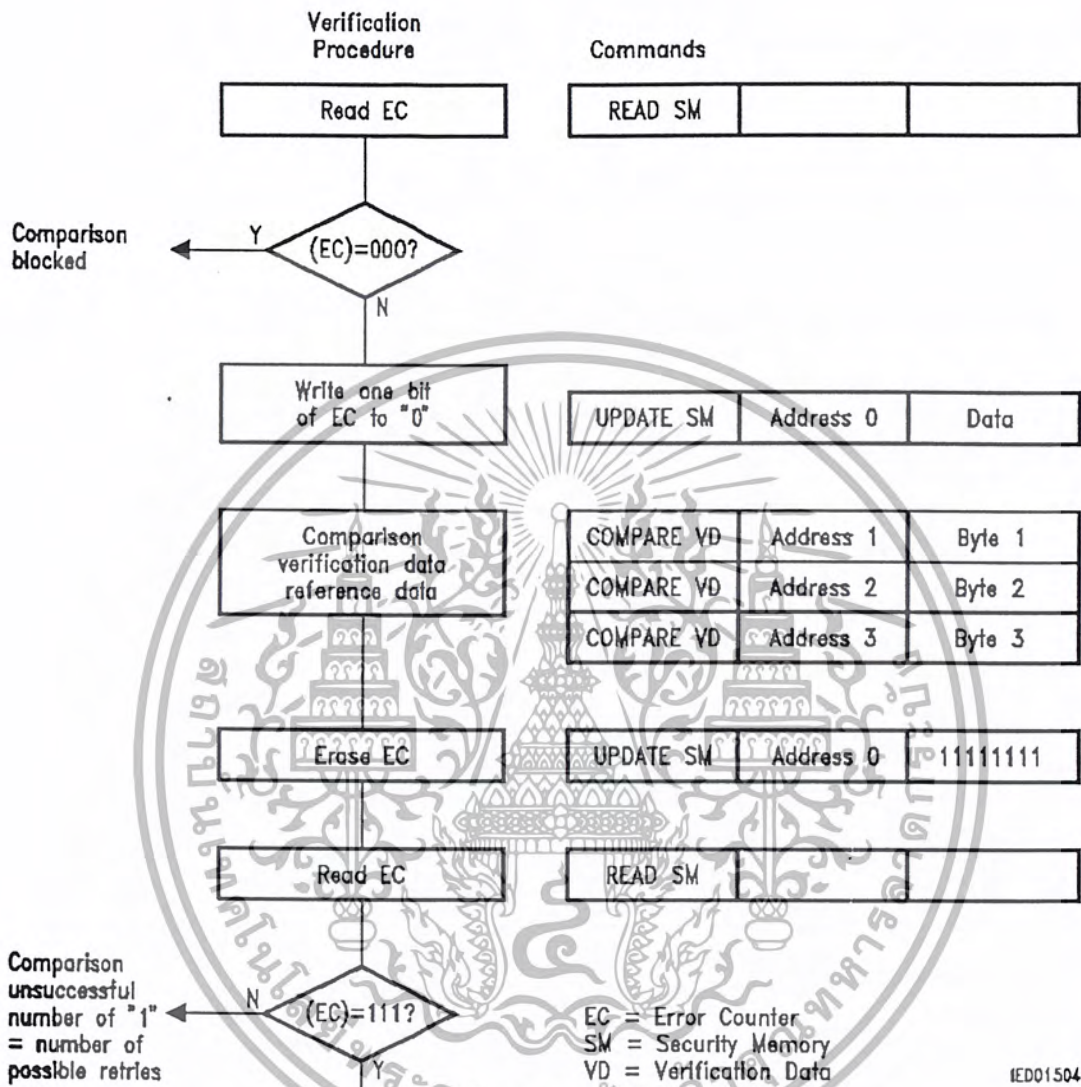 Verification
Procedure
Commands
Read EC
READ SM
Comparison
blocked
Y
(EC)=000?
N
Write one bit
of EC to "0"
UPDATE SM Address 0 Data
Comparison
verification data
reference data
COMPARE VD Address 1 Byte 1
COMPARE VD Address 2 Byte 2
COMPARE VD Address 3 Byte 3
Erase EC
UPDATE SM Address 0 11111111
Read EC
READ SM
Comparison
unsuccessful
number of "1"
= number of
possible retries
N
(EC)=111?
Y
EC = Error Counter
SM = Security Memory
VD = Verification Data
IED01504